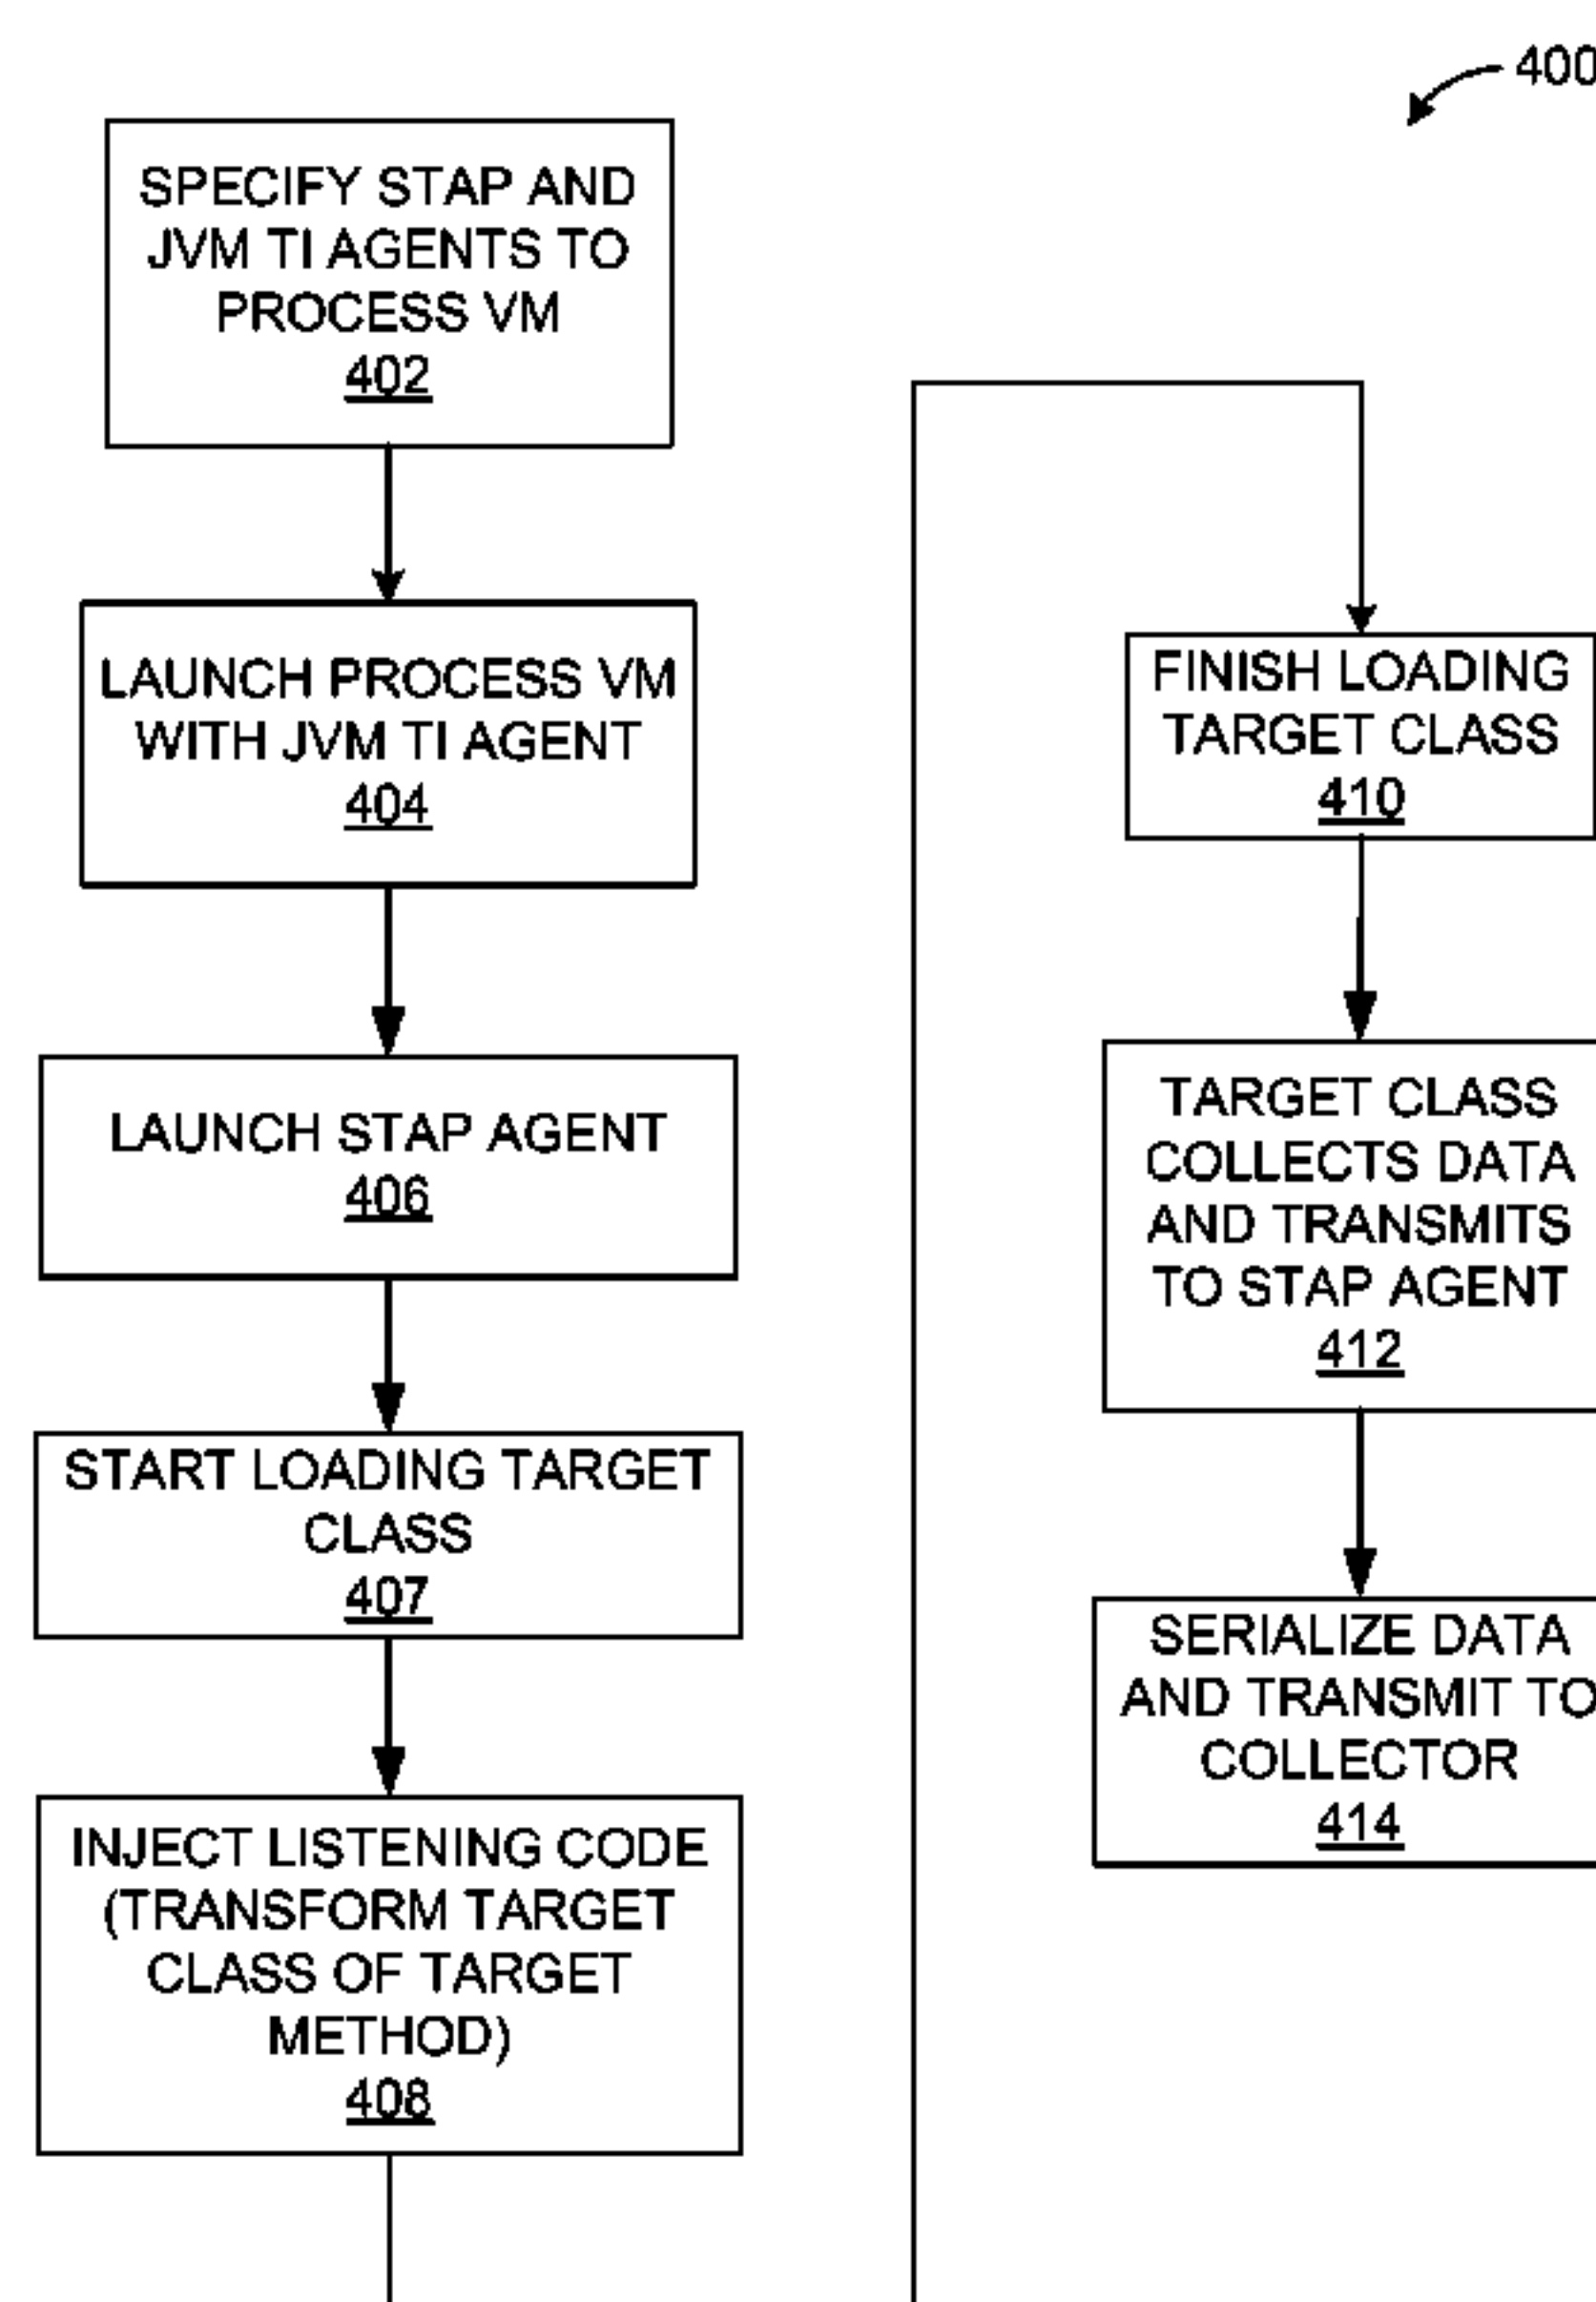 400
SPECIFY STAP AND
JVM TI AGENTS TO
PROCESS VM
402
LAUNCH PROCESS VM
WITH JVM TI AGENT
404
LAUNCH STAP AGENT
406
START LOADING TARGET
CLASS
407
INJECT LISTENING CODE
(TRANSFORM TARGET
CLASS OF TARGET
METHOD)
408
FINISH LOADING
TARGET CLASS
410
TARGET CLASS
COLLECTS DATA
AND TRANSMITS
TO STAP AGENT
412
SERIALIZE DATA
AND TRANSMIT TO
COLLECTOR
414